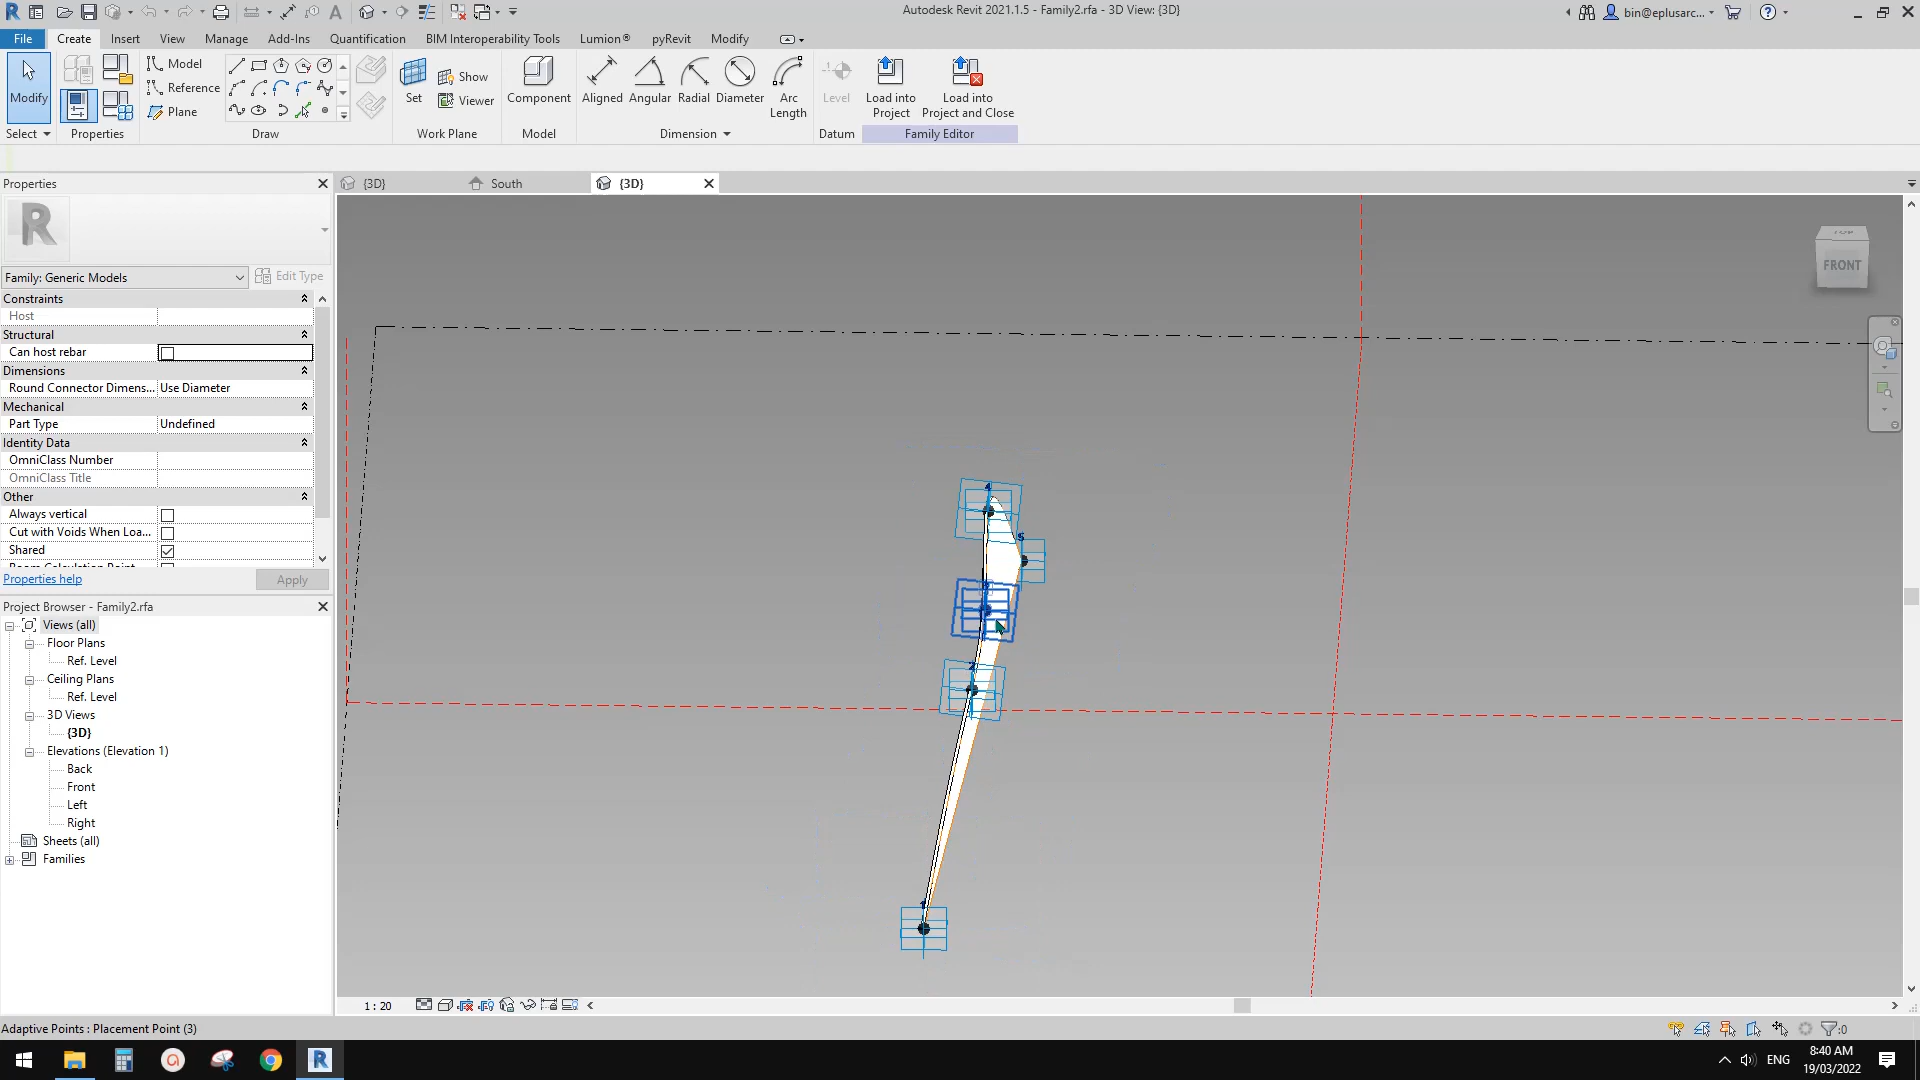 Autodesk Revit 2021.1.5 - Family2.rfa - 3D View: {3D}
bin@eplusarc...
File Create Insert View Manage Add-Ins Quantification BIM Interoperability Tools Lumion® pyRevit Modify
Modify
Select
Properties
Model
Reference
Plane
Draw
Set
Show
Viewer
Work Plane
Component
Model
Aligned Angular Radial Diameter Arc Length
Dimension
Level
Datum
Load into Project
Load into Project and Close
Family Editor
Properties
{3D}
South
{3D}
Family: Generic Models
Edit Type
Constraints
Host
Structural
Can host rebar
Dimensions
Round Connector Dimens... Use Diameter
Mechanical
Part Type Undefined
Identity Data
OmniClass Number
OmniClass Title
Other
Always vertical
Cut with Voids When Loa...
Shared
Properties help
Apply
Project Browser - Family2.rfa
Views (all)
Floor Plans
Ref. Level
Ceiling Plans
Ref. Level
3D Views
{3D}
Elevations (Elevation 1)
Back
Front
Left
Right
Sheets (all)
Families
TOP
FRONT
4
5
2
1
1 : 20
Adaptive Points : Placement Point (3)
:0
ENG
8:40 AM
19/03/2022